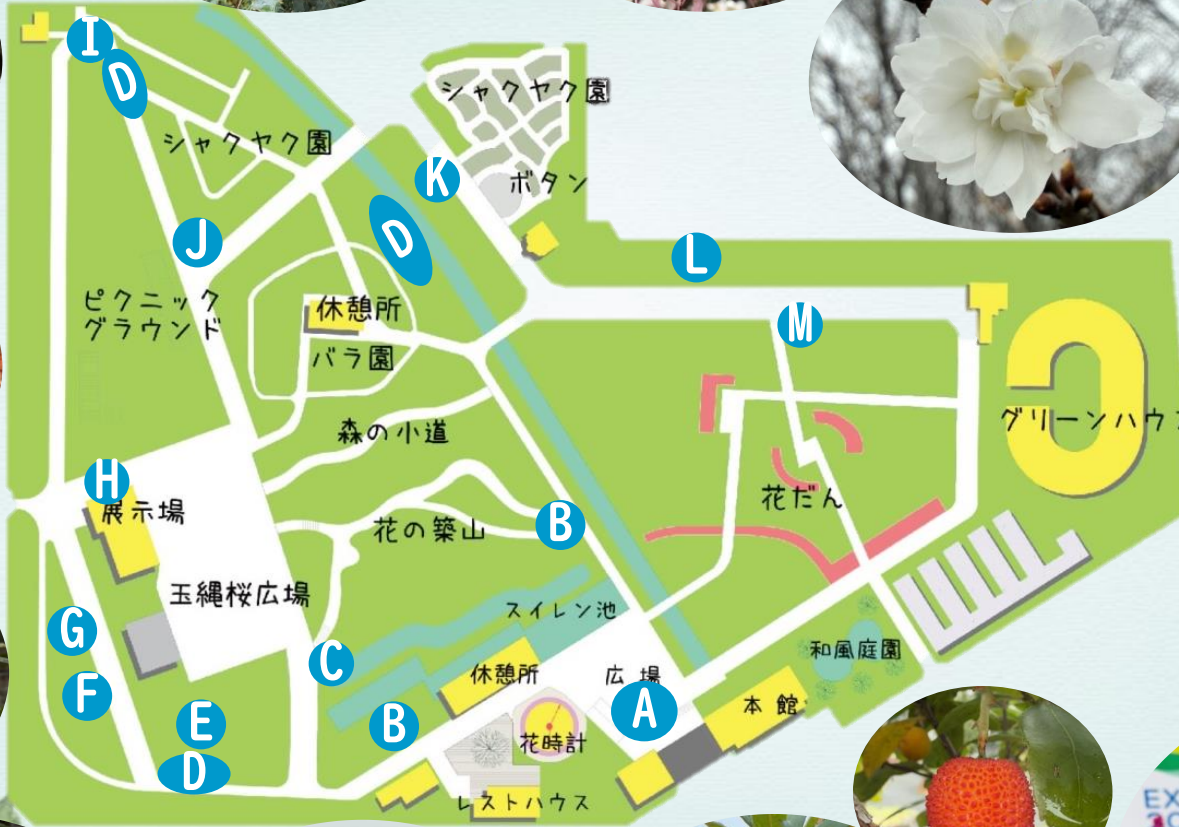 I
D
シャクヤク園
シャクヤク園
K
ボタン
D
J
L
ピクニック
グラウンド
休憩所
M
バラ園
グリーンハウ
森の小道
H
展示場
花の築山
B
花だん
玉縄桜広場
スイレン池
G
C
和風庭園
F
休憩所
広場
E
B
A
本館
花時計
D
レストハウス
EX